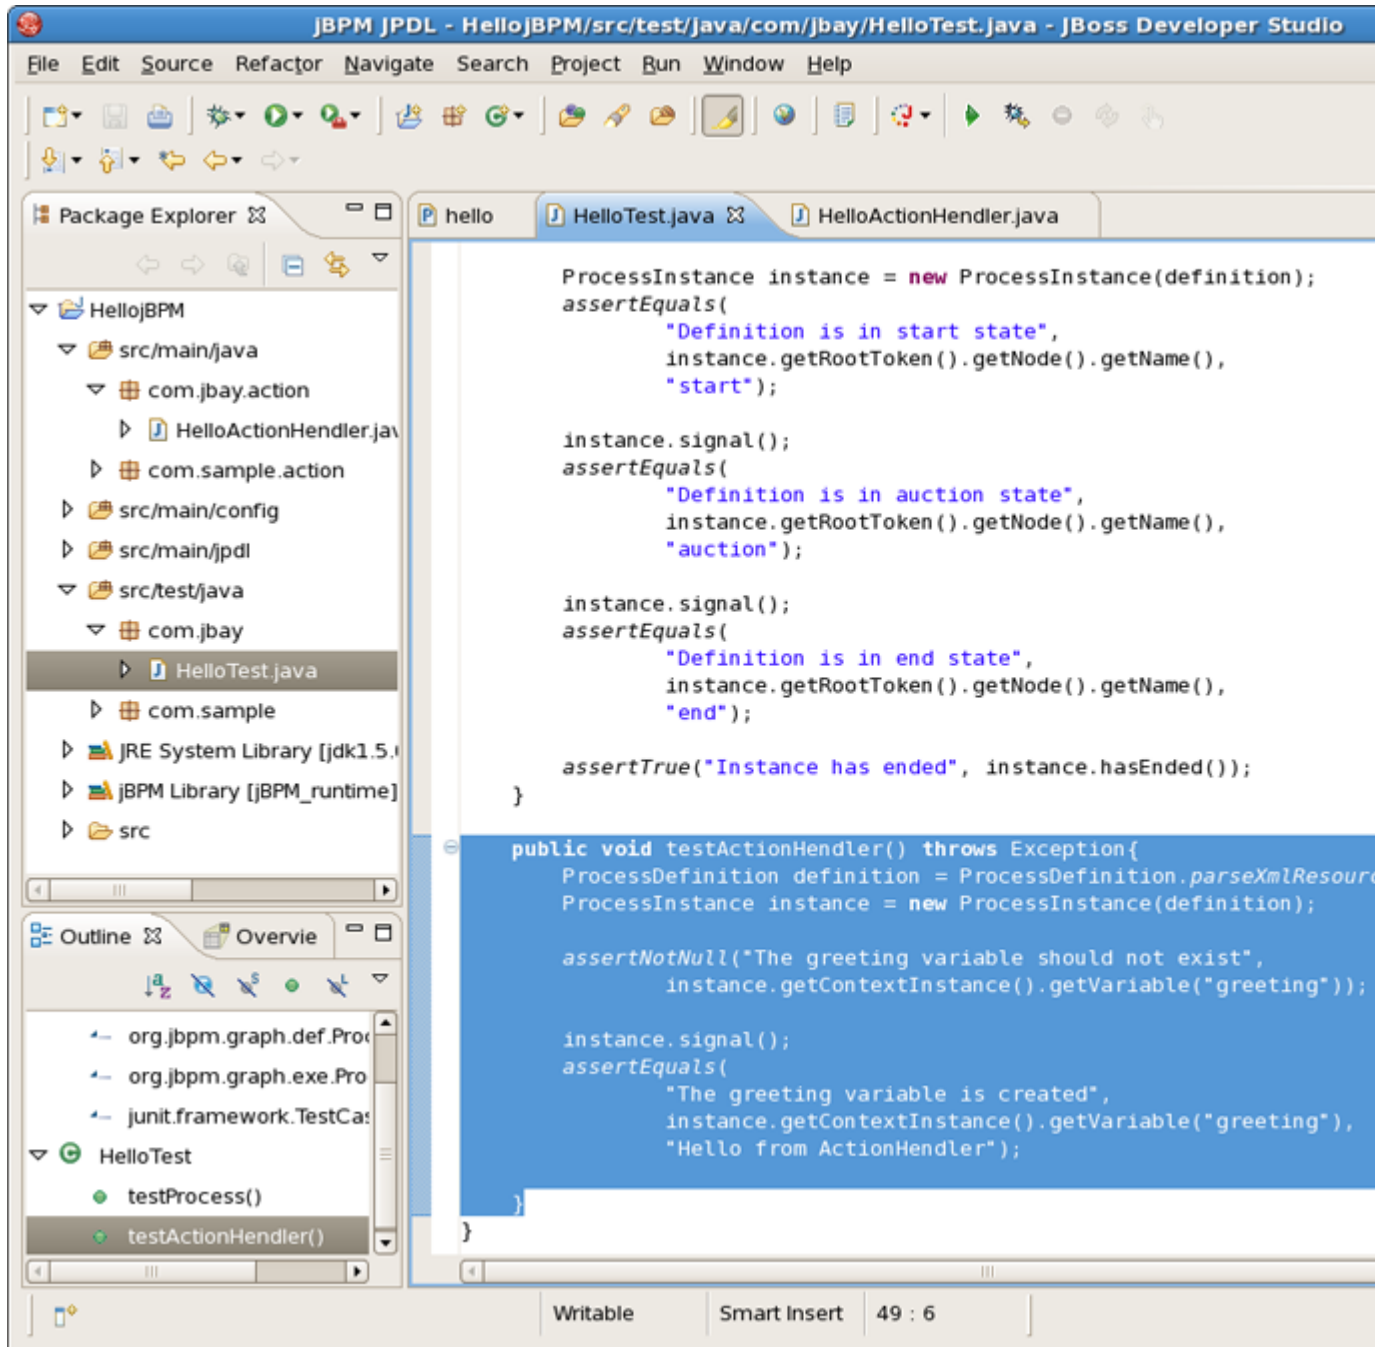 jBPM JPDL - HellojBPM/src/test/java/com/jbay/HelloTest.java - JBoss Developer Studio
File Edit Source Refactor Navigate Search Project Run Window Help
Package Explorer
HellojBPM
src/main/java
com.jbay.action
HelloActionHendler.jav
com.sample.action
src/main/config
src/main/jpdl
src/test/java
com.jbay
HelloTest.java
com.sample
JRE System Library [jdk1.5.
jBPM Library [jBPM_runtime]
src
Outline Overvie
org.jbpm.graph.def.Proc
org.jbpm.graph.exe.Pro
junit.framework.TestCas
HelloTest
testProcess()
testActionHendler()
hello HelloTest.java HelloActionHendler.java
ProcessInstance instance = new ProcessInstance(definition);
assertEquals(
"Definition is in start state",
instance.getRootToken().getNode().getName(),
"start");
instance.signal();
assertEquals(
"Definition is in auction state",
instance.getRootToken().getNode().getName(),
"auction");
instance.signal();
assertEquals(
"Definition is in end state",
instance.getRootToken().getNode().getName(),
"end");
assertTrue("Instance has ended", instance.hasEnded());
}
public void testActionHendler() throws Exception{
ProcessDefinition definition = ProcessDefinition.parseXmlResourc
ProcessInstance instance = new ProcessInstance(definition);
assertNotNull("The greeting variable should not exist",
instance.getContextInstance().getVariable("greeting"));
instance.signal();
assertEquals(
"The greeting variable is created",
instance.getContextInstance().getVariable("greeting"),
"Hello from ActionHendler");
}
}
Writable Smart Insert 49 : 6